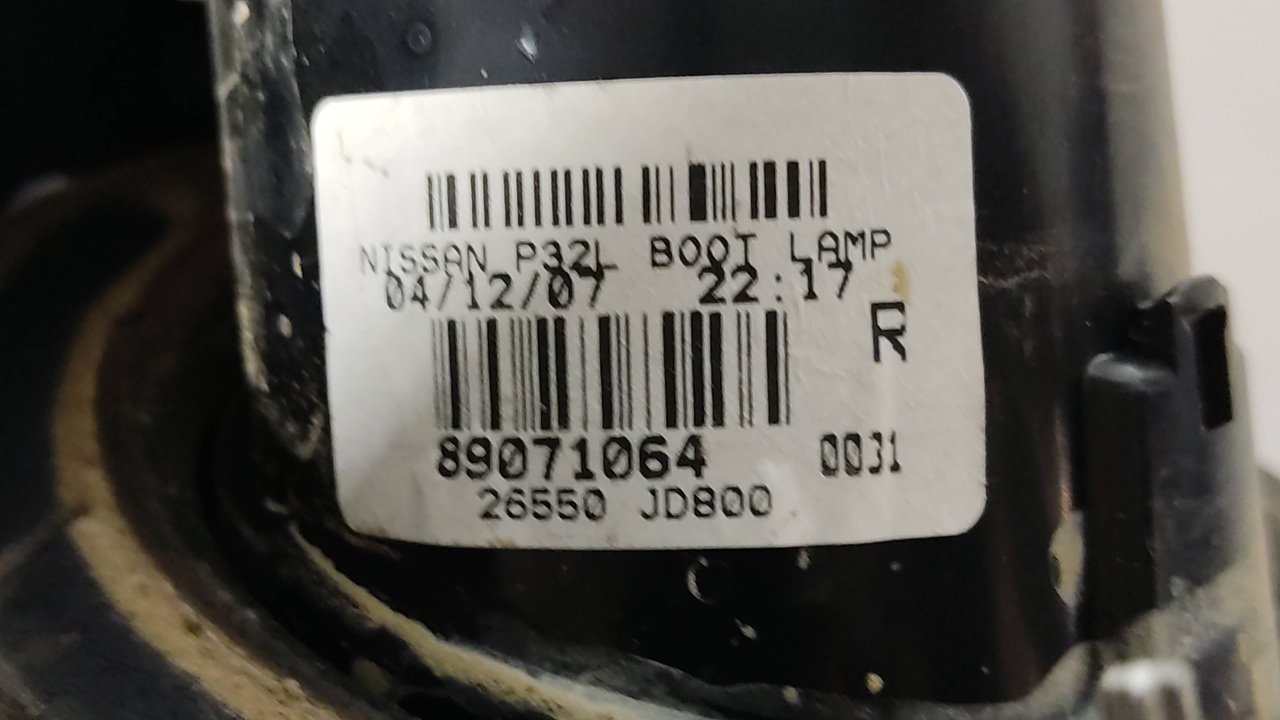 NISSAN P32L BOOT LAMP
04/12/07 22:17
R
89071064 0031
26550 JD800